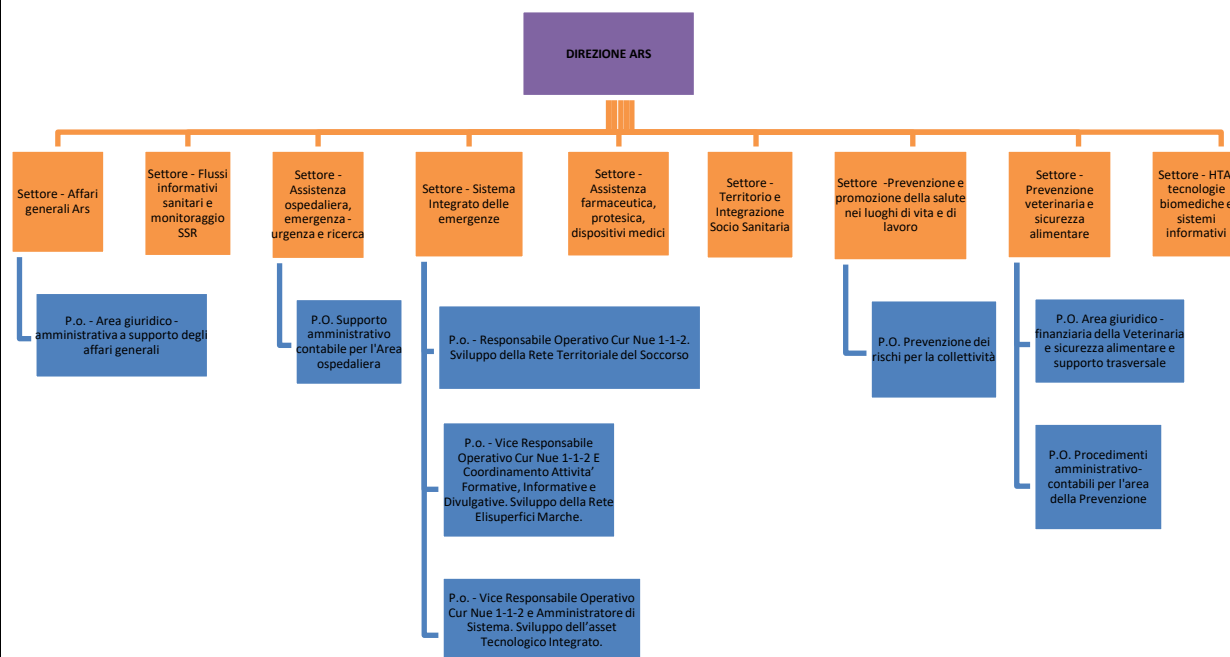 DIREZIONE ARS
Settore - Affari
generali Ars
Settore - Flussi
informativi
sanitari e
monitoraggio
SSR
Settore -
Assistenza
ospedaliera,
emergenza -
urgenza e ricerca
Settore - Sistema
Integrato delle
emergenze
Settore -
Assistenza
farmaceutica,
protesica,
dispositivi medici
Settore -
Territorio e
Integrazione
Socio Sanitaria
Settore -Prevenzione e
promozione della salute
nei luoghi di vita e di
lavoro
Settore -
Prevenzione
veterinaria e
sicurezza
alimentare
Settore - HTA,
tecnologie
biomediche e
sistemi
informativi
P.o. - Area giuridico -
amministrativa a supporto degli
affari generali
P.O. Supporto
amministrativo
contabile per l'Area
ospedaliera
P.o. - Responsabile Operativo Cur Nue 1-1-2.
Sviluppo della Rete Territoriale del Soccorso
P.o. - Vice Responsabile
Operativo Cur Nue 1-1-2 E
Coordinamento Attivita’
Formative, Informative e
Divulgative. Sviluppo della Rete
Elisuperfici Marche.
P.o. - Vice Responsabile Operativo
Cur Nue 1-1-2 e Amministratore di
Sistema. Sviluppo dell’asset
Tecnologico Integrato.
P.O. Prevenzione dei
rischi per la collettività
P.O. Area giuridico -
finanziaria della Veterinaria
e sicurezza alimentare e
supporto trasversale
P.O. Procedimenti
amministrativo-
contabili per l'area
della Prevenzione